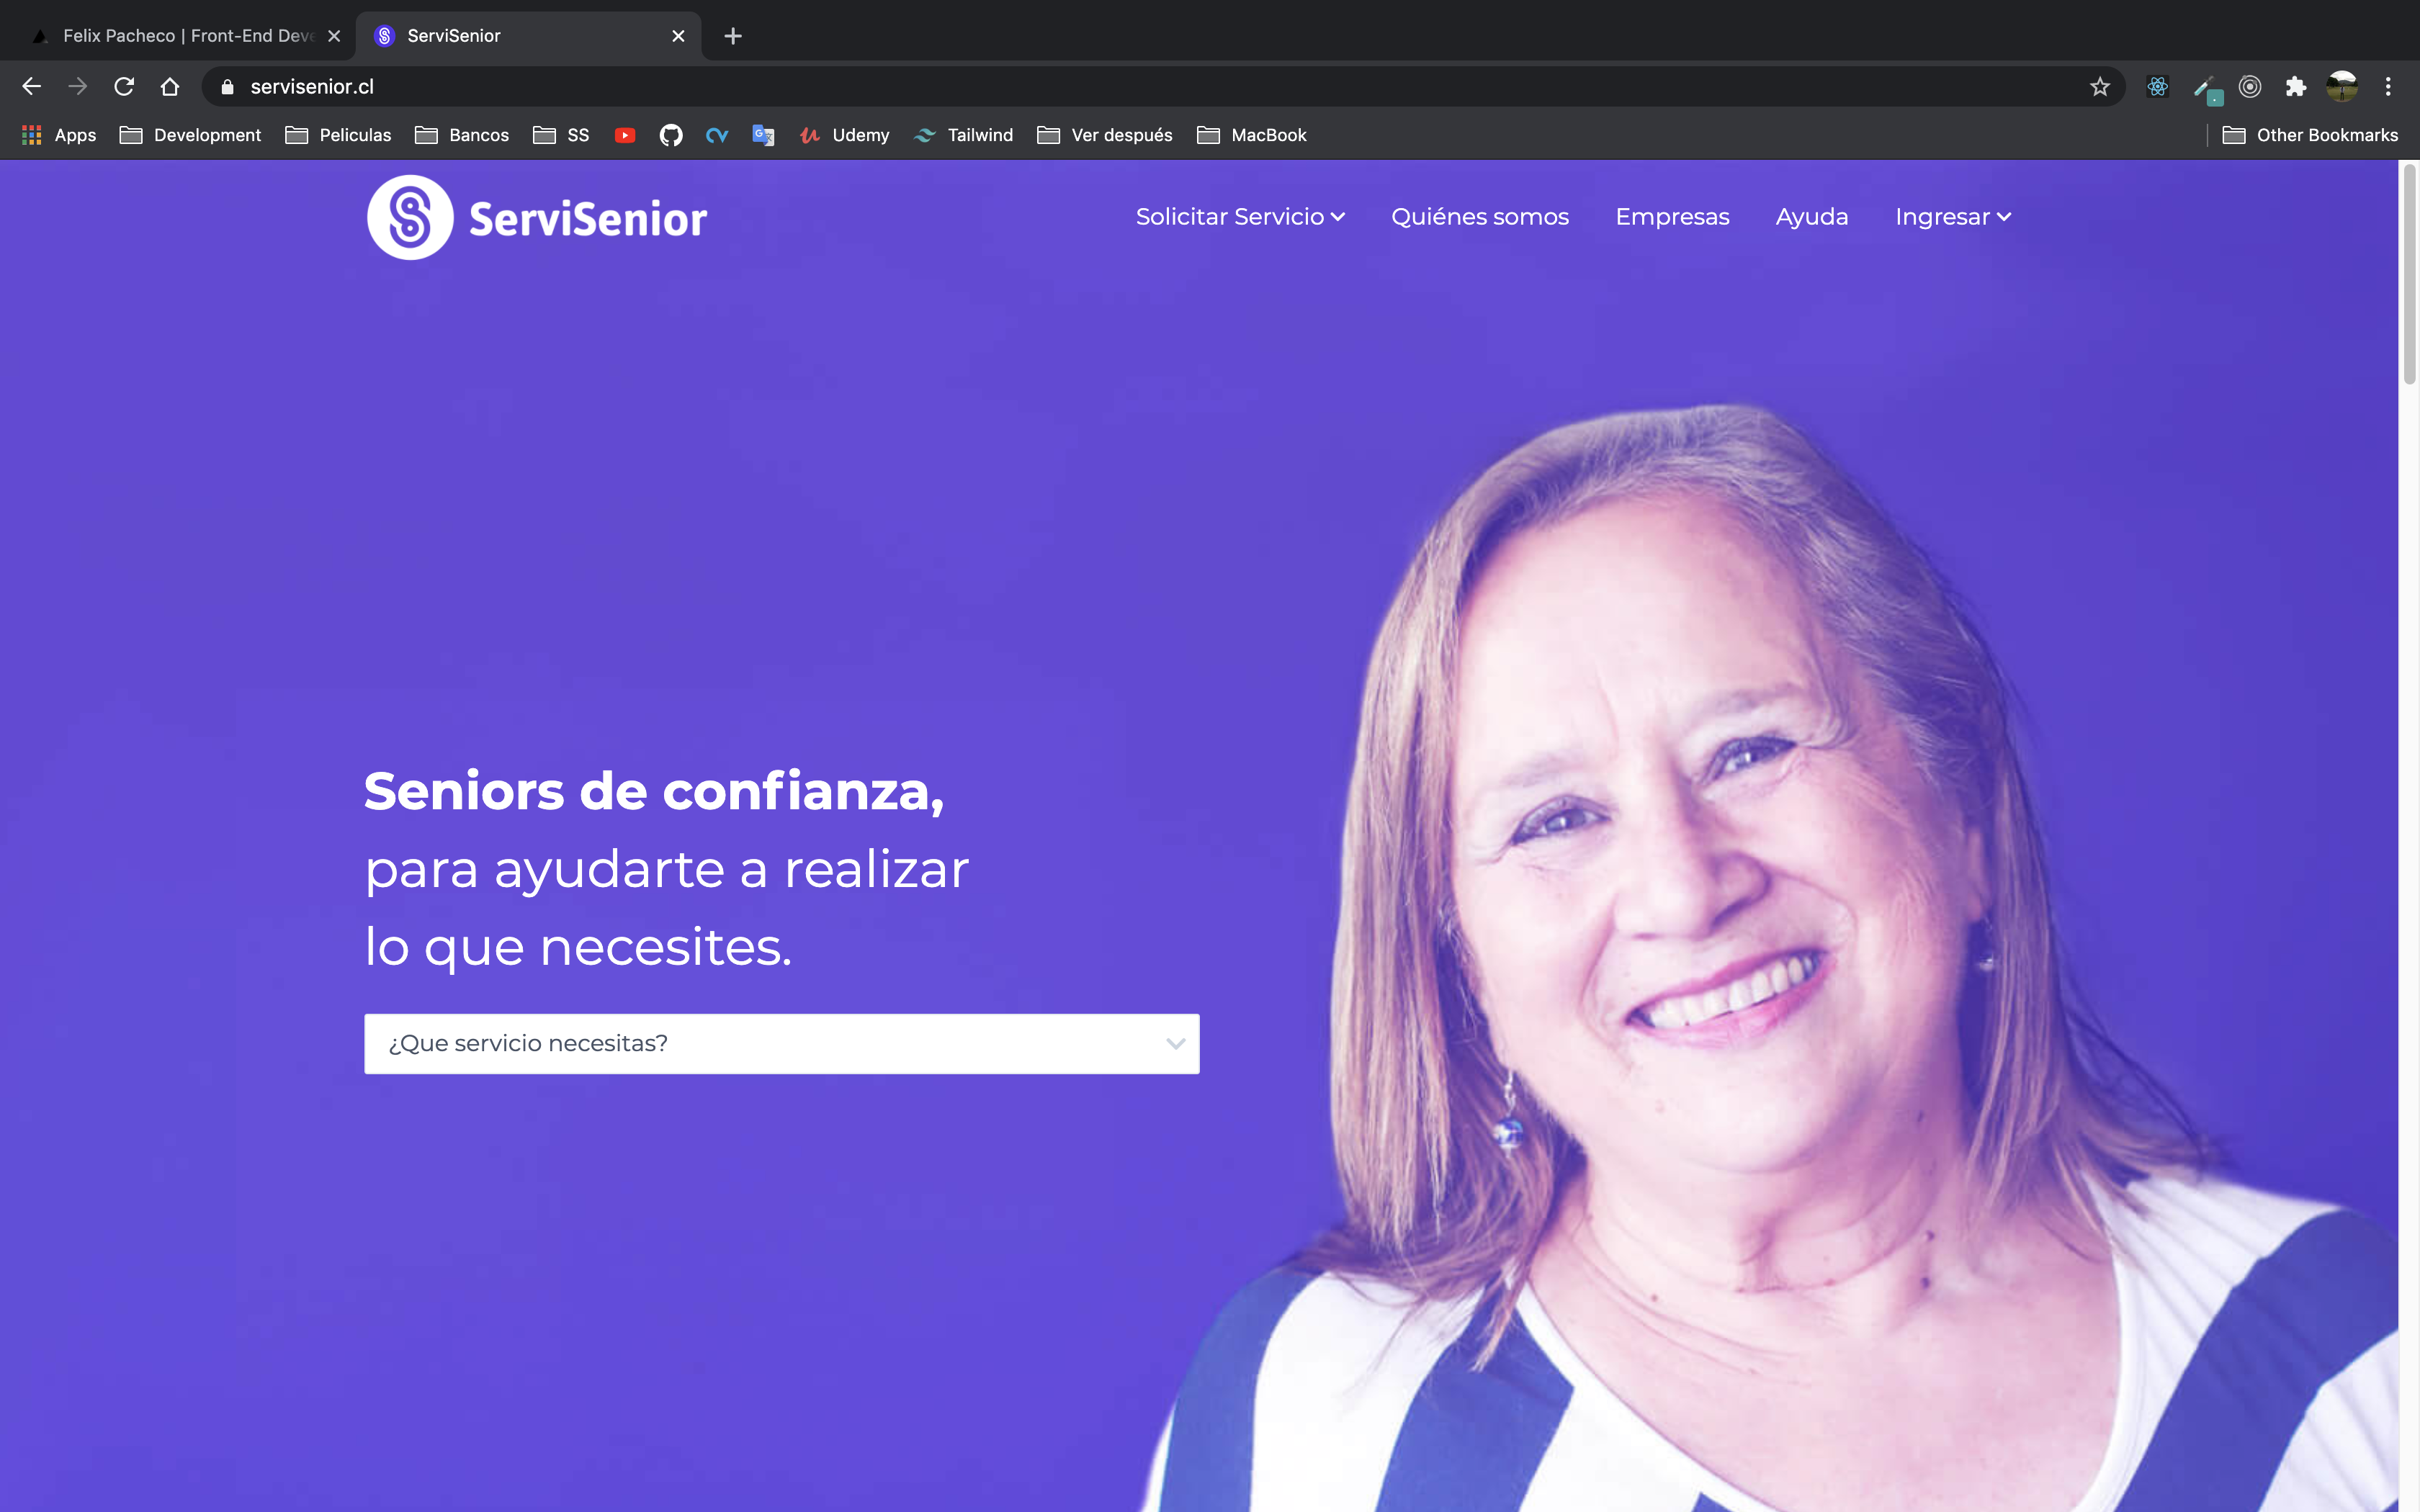 Felix Pacheco | Front-End Deve
ServiSenior
servisenior.cl
Apps Development Peliculas Bancos SS Udemy Tailwind Ver después MacBook Other Bookmarks
ServiSenior
Solicitar Servicio Quiénes somos Empresas Ayuda Ingresar
Seniors de confianza,
para ayudarte a realizar
lo que necesites.
¿Que servicio necesitas?